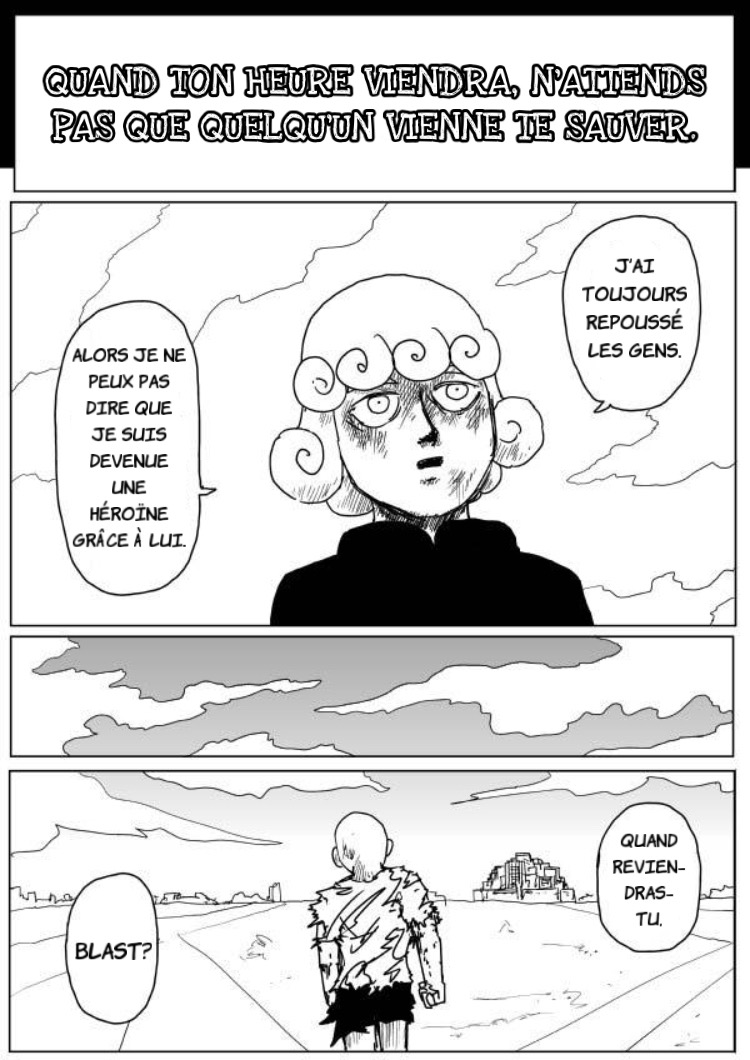 QUAND TON HEURE VIENDRA, N'ATTENDS
PAS QUE QUELQU'UN VIENNE TE SAUVER.
J'AI
TOUJOURS
REPOUSSÉ
LES GENS.
ALORS JE NE
PEUX PAS
DIRE QUE
JE SUIS
DEVENUE
UNE
HÉROÏNE
GRÂCE À LUI.
QUAND
REVIEN-
DRAS-
TU,
BLAST?